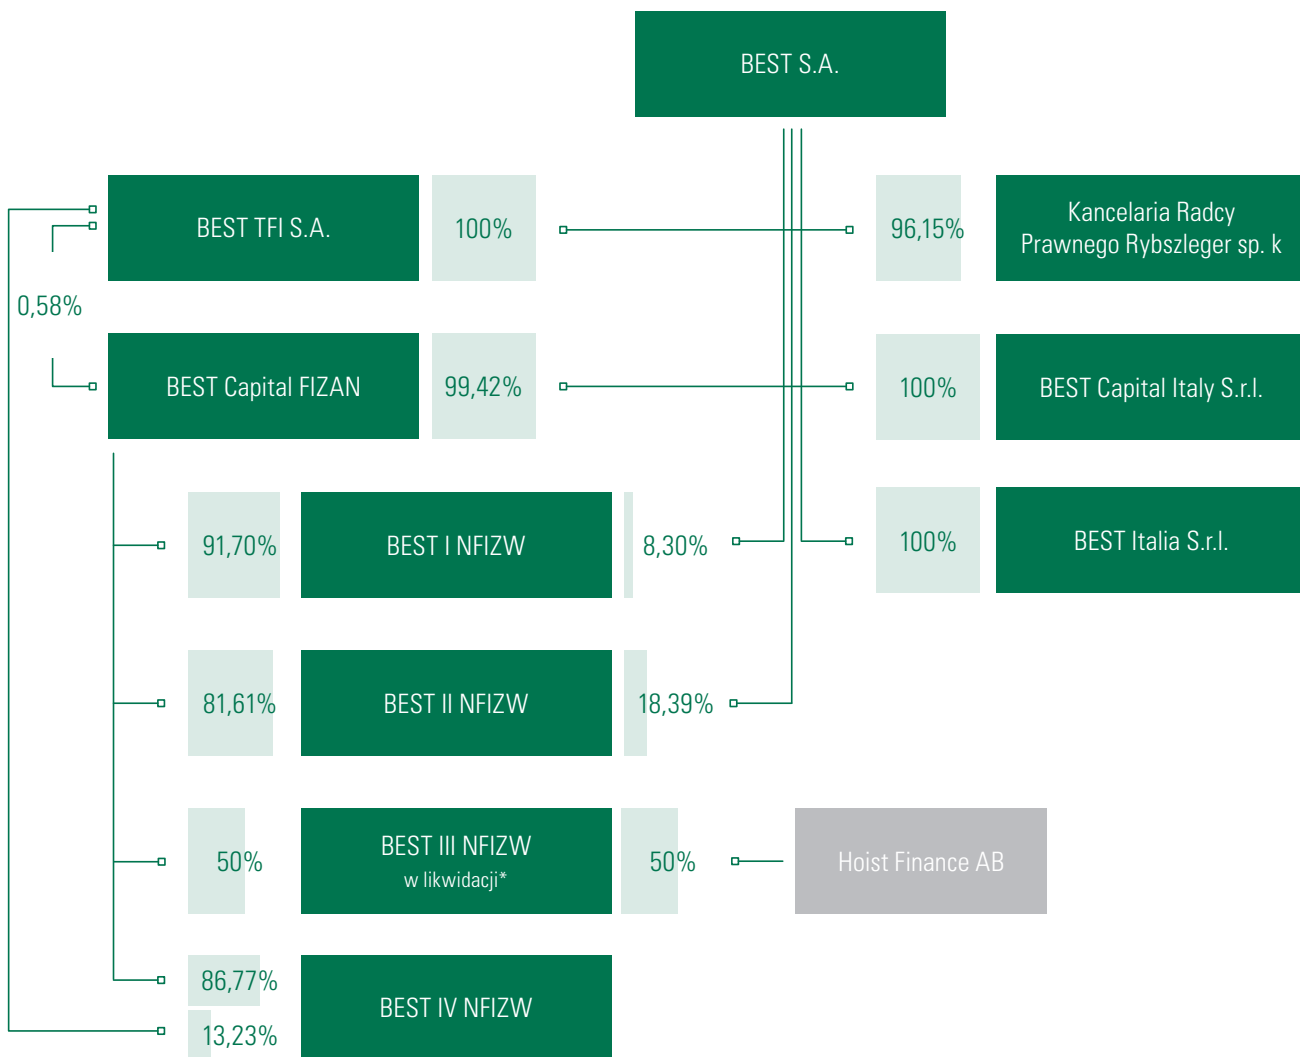 BEST S.A.
BEST TFI S.A.
100%
96,15%
Kancelaria Radcy
Prawnego Rybszleger sp. k
0,58%
BEST Capital FIZAN
99,42%
100%
BEST Capital Italy S.r.l.
91,70%
BEST I NFIZW
8,30%
100%
BEST Italia S.r.l.
81,61%
BEST II NFIZW
18,39%
50%
BEST III NFIZW
w likwidacji*
50%
Hoist Finance AB
86,77%
BEST IV NFIZW
13,23%